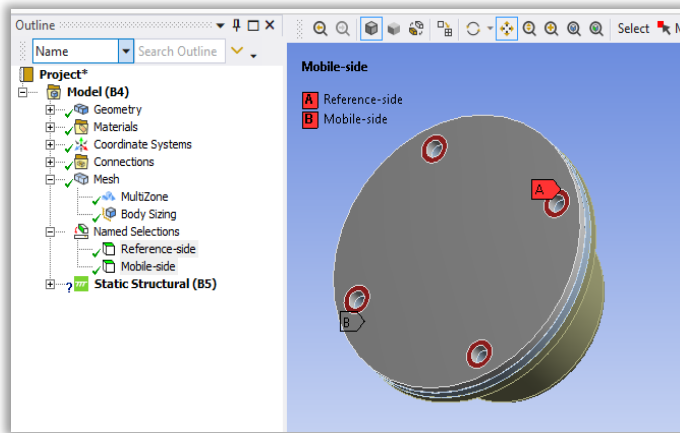 Outline
Name
Search Outline
Project*
Model (B4)
Geometry
Materials
Coordinate Systems
Connections
Mesh
MultiZone
Body Sizing
Named Selections
Reference-side
Mobile-side
? Static Structural (B5)
Select
Mobile-side
A Reference-side
B Mobile-side
A
B